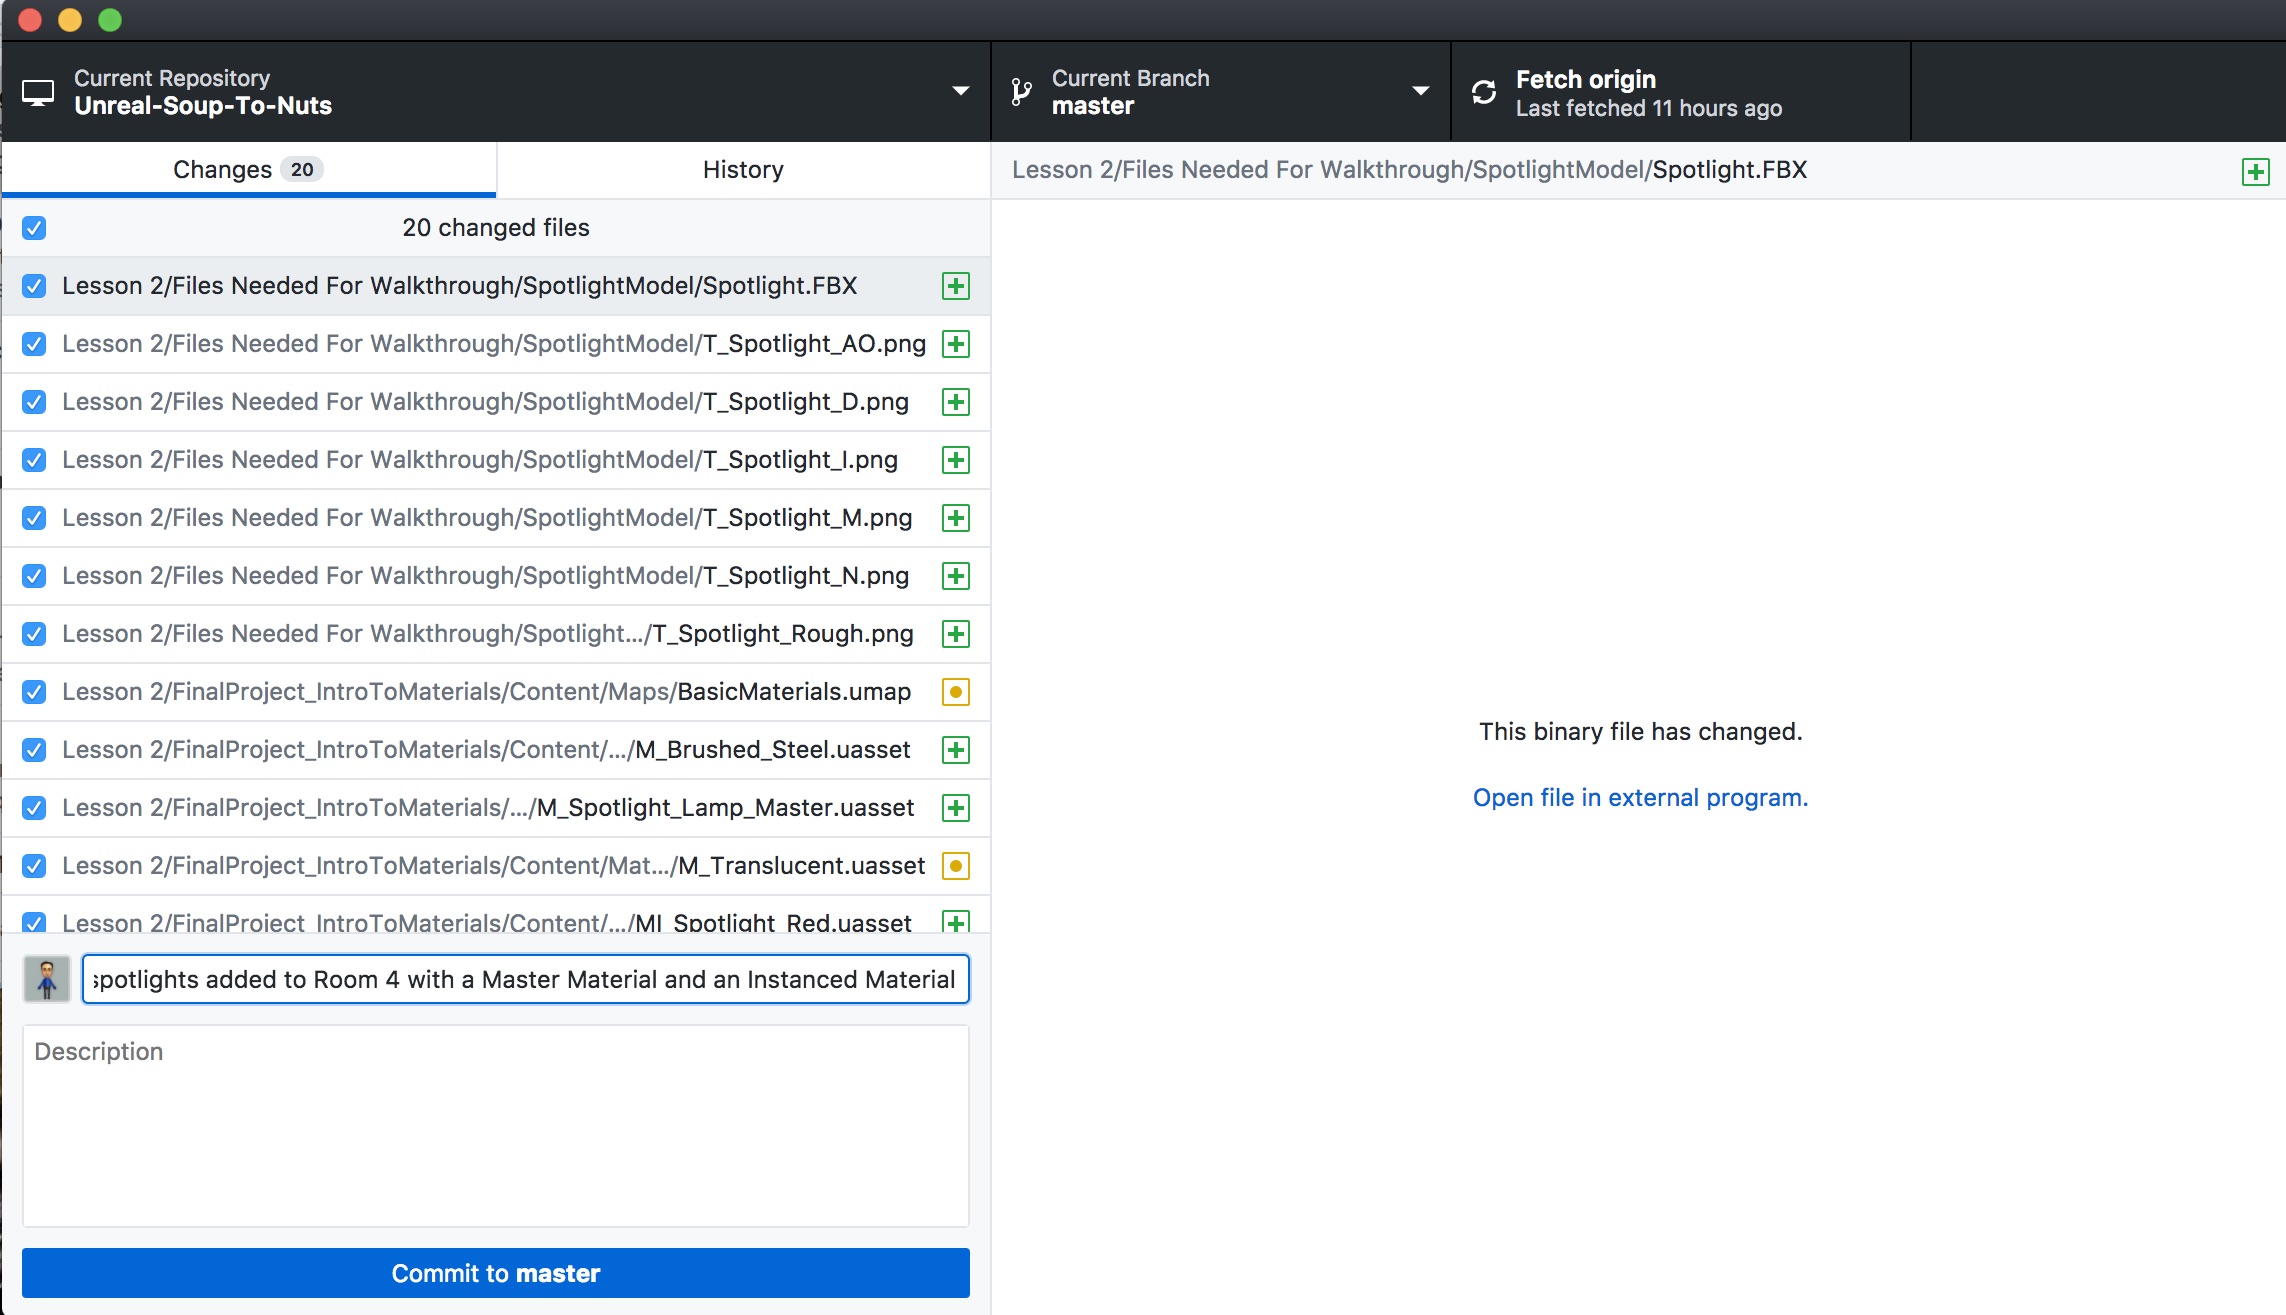 Current Repository
Unreal-Soup-To-Nuts
Current Branch
master
Fetch origin
Last fetched 11 hours ago
Changes 20
History
20 changed files
Lesson 2/Files Needed For Walkthrough/SpotlightModel/Spotlight.FBX
Lesson 2/Files Needed For Walkthrough/SpotlightModel/T_Spotlight_AO.png
Lesson 2/Files Needed For Walkthrough/SpotlightModel/T_Spotlight_D.png
Lesson 2/Files Needed For Walkthrough/SpotlightModel/T_Spotlight_I.png
Lesson 2/Files Needed For Walkthrough/SpotlightModel/T_Spotlight_M.png
Lesson 2/Files Needed For Walkthrough/SpotlightModel/T_Spotlight_N.png
Lesson 2/Files Needed For Walkthrough/Spotlight.../T_Spotlight_Rough.png
Lesson 2/FinalProject_IntroToMaterials/Content/Maps/BasicMaterials.umap
Lesson 2/FinalProject_IntroToMaterials/Content/.../M_Brushed_Steel.uasset
Lesson 2/FinalProject_IntroToMaterials/.../M_Spotlight_Lamp_Master.uasset
Lesson 2/FinalProject_IntroToMaterials/Content/Mat.../M_Translucent.uasset
Lesson 2/FinalProject_IntroToMaterials/Content/.../MI_Spotlight_Red.uasset
spotlights added to Room 4 with a Master Material and an Instanced Material
Description
Commit to master
Lesson 2/Files Needed For Walkthrough/SpotlightModel/Spotlight.FBX
This binary file has changed.
Open file in external program.